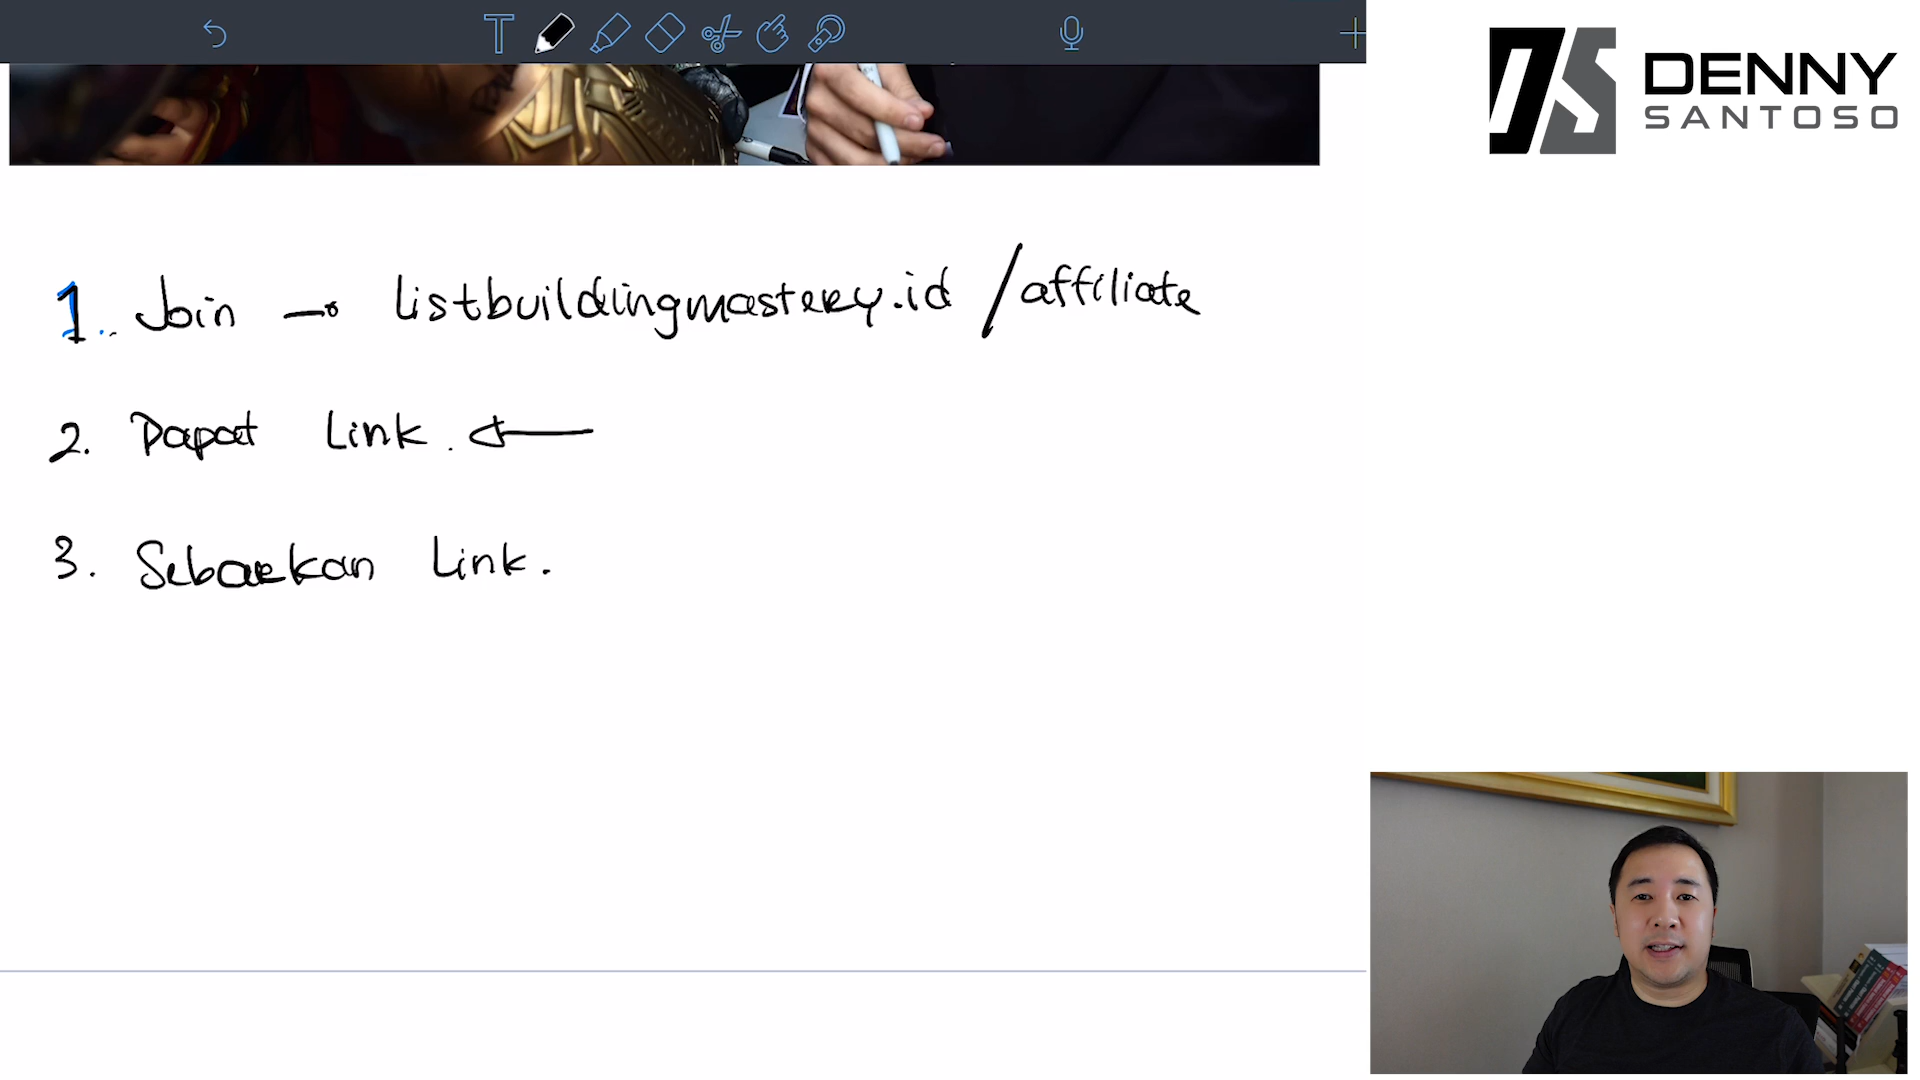 DENNY
SANTOSO
1. Join → listbuildingmastery.id /affiliate
2. Dapat Link. ←
3. Sebarkan Link.